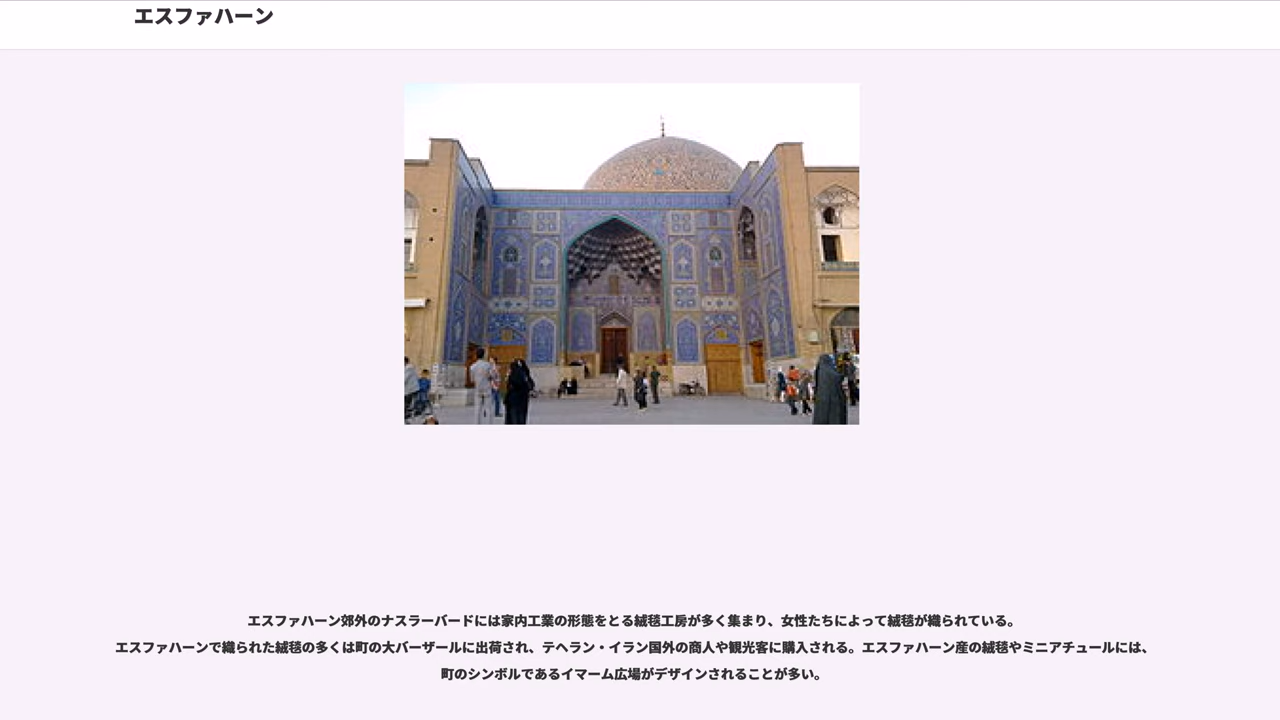 エスファハーン
エスファハーン郊外のナスラーバードには家内工業の形態をとる絨毯工房が多く集まり、女性たちによって絨毯が織られている。
エスファハーンで織られた絨毯の多くは町の大バーザールに出荷され、テヘラン・イラン国外の商人や観光客に購入される。エスファハーン産の絨毯やミニアチュールには、
町のシンボルであるイマーム広場がデザインされることが多い。